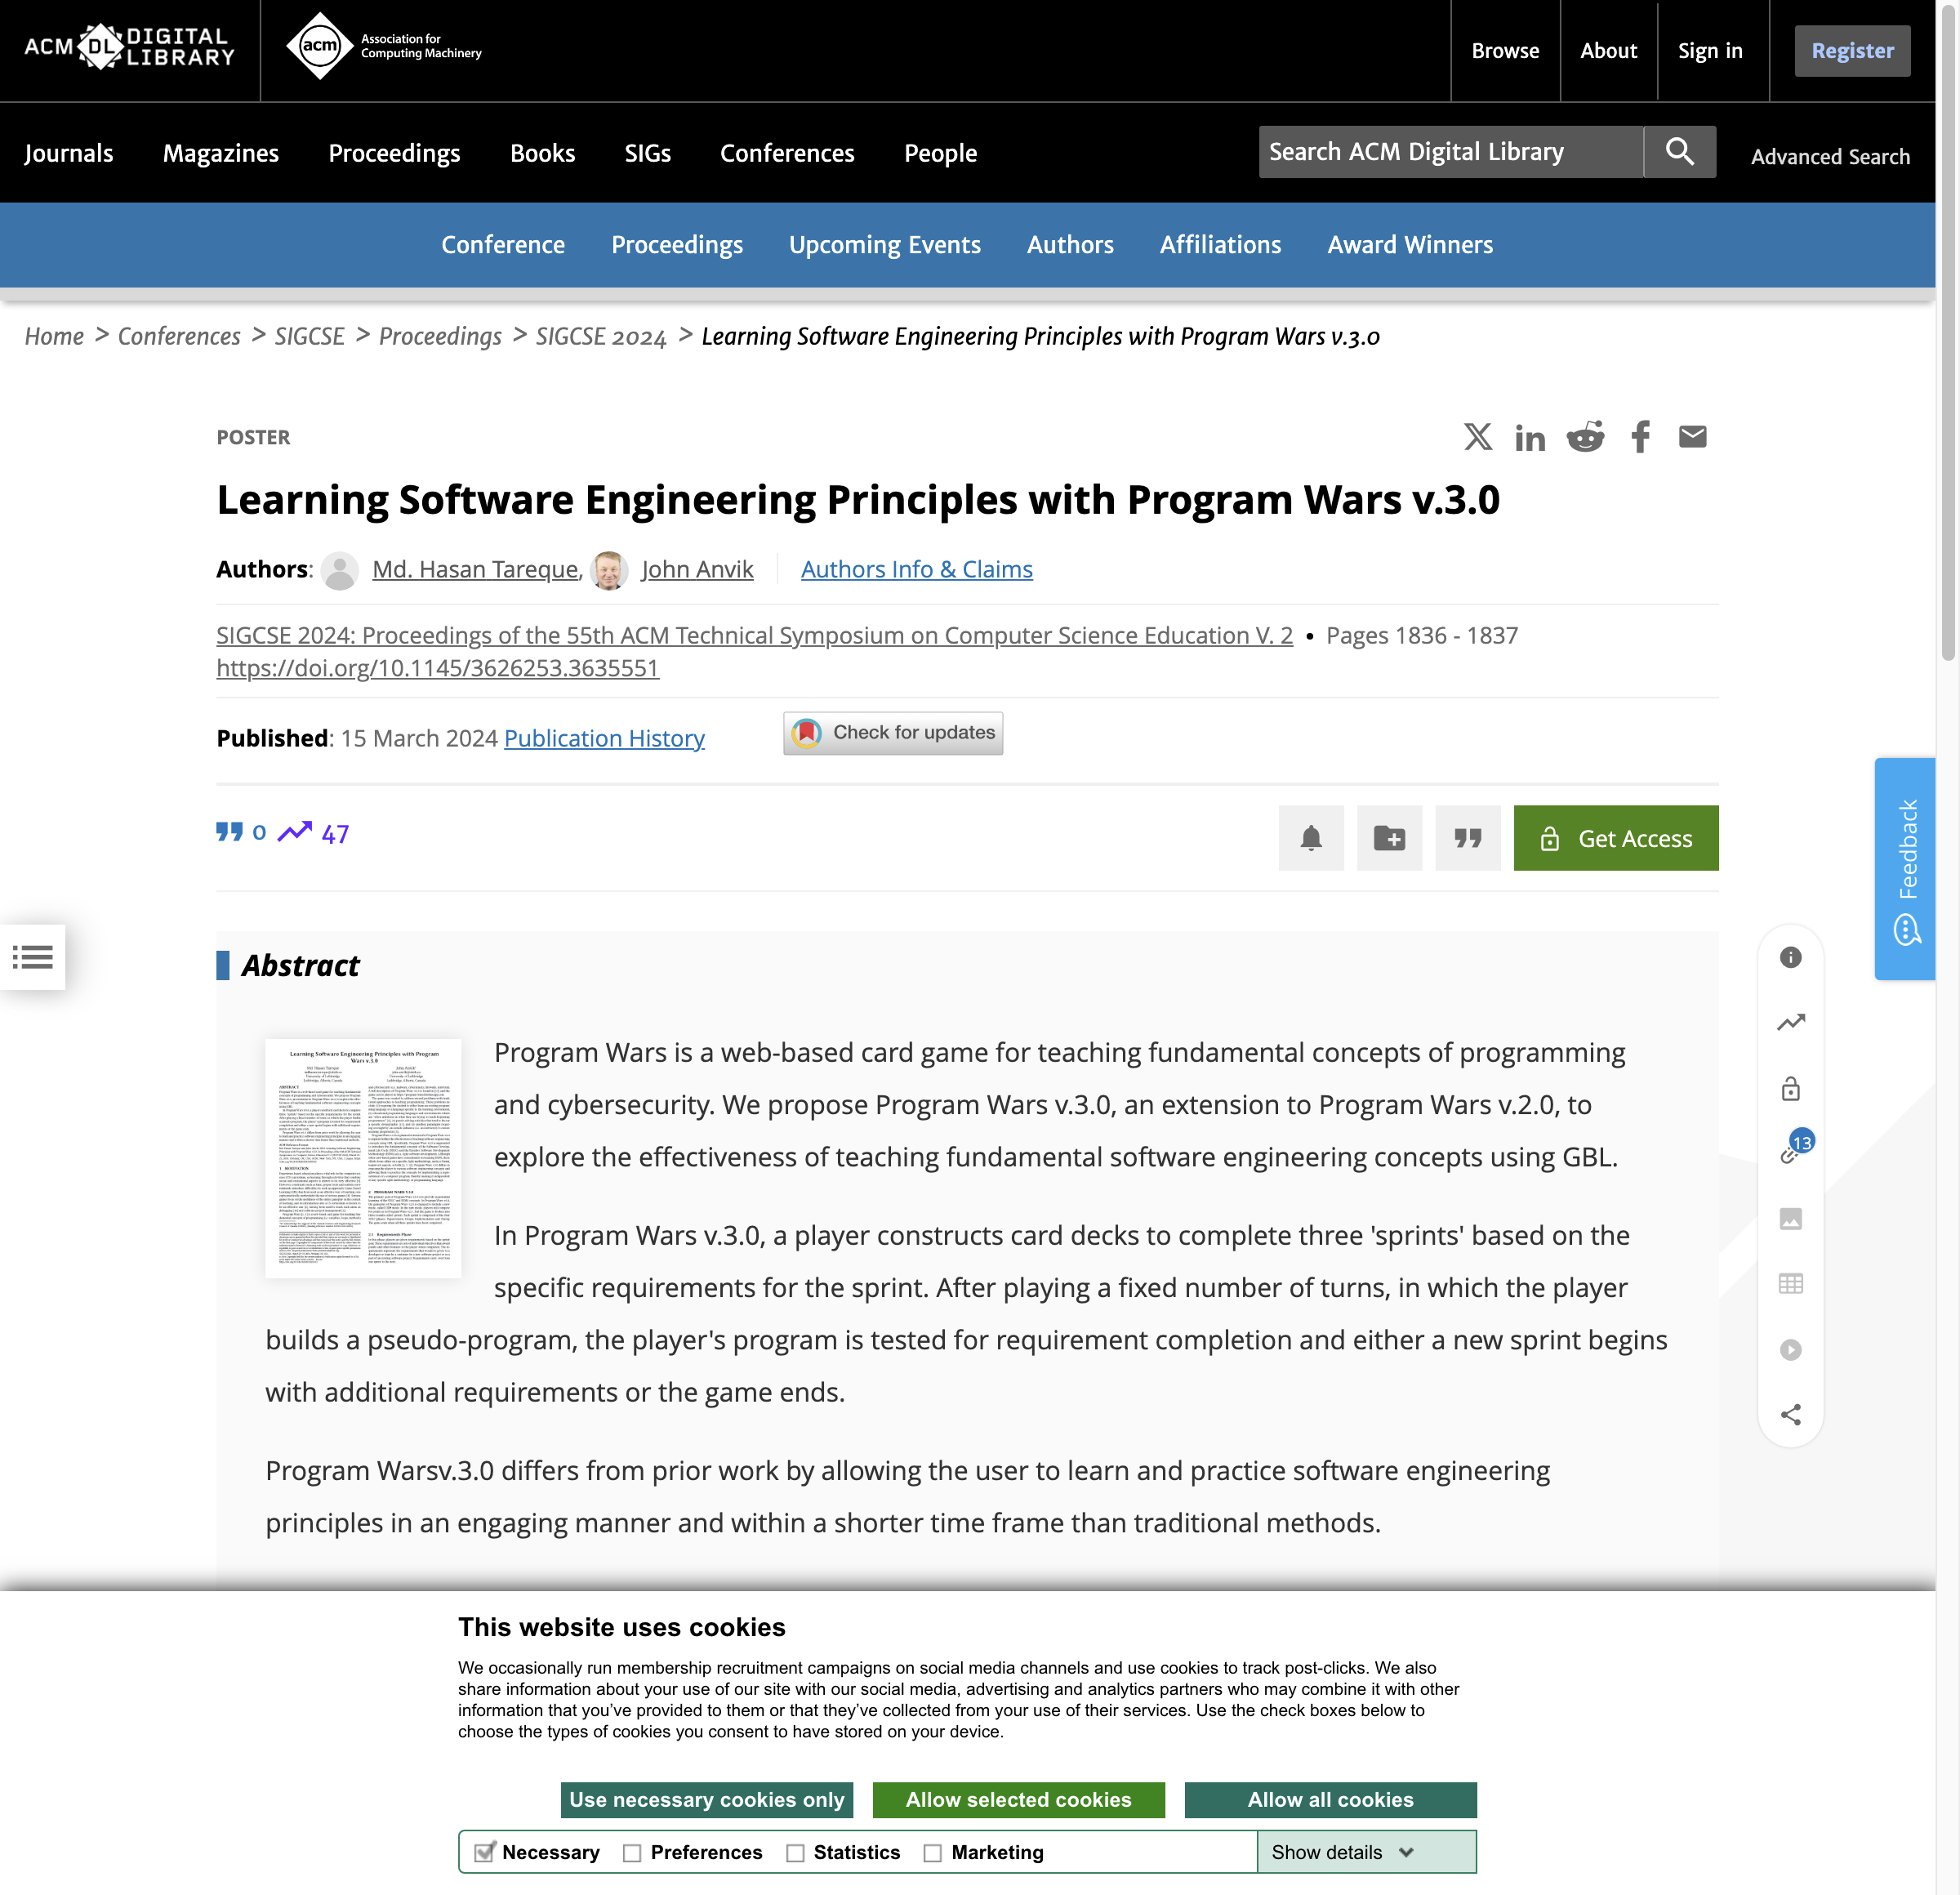 ACM DL DIGITAL LIBRARY
acm Association for Computing Machinery
Browse
About
Sign in
Register
Journals
Magazines
Proceedings
Books
SIGs
Conferences
People
Search ACM Digital Library
Advanced Search
Conference
Proceedings
Upcoming Events
Authors
Affiliations
Award Winners
Home > Conferences > SIGCSE > Proceedings > SIGCSE 2024 > Learning Software Engineering Principles with Program Wars v.3.0
POSTER
Learning Software Engineering Principles with Program Wars v.3.0
Authors: Md. Hasan Tareque, John Anvik Authors Info & Claims
SIGCSE 2024: Proceedings of the 55th ACM Technical Symposium on Computer Science Education V. 2 • Pages 1836 - 1837
https://doi.org/10.1145/3626253.3635551
Published: 15 March 2024 Publication History
Check for updates
0 47
Get Access
Feedback
Abstract
Learning Software Engineering Principles with Program
Wars v.3.0
Program Wars is a web-based card game for teaching fundamental concepts of programming
and cybersecurity. We propose Program Wars v.3.0, an extension to Program Wars v.2.0, to
explore the effectiveness of teaching fundamental software engineering concepts using GBL.
In Program Wars v.3.0, a player constructs card decks to complete three 'sprints' based on the
specific requirements for the sprint. After playing a fixed number of turns, in which the player
builds a pseudo-program, the player's program is tested for requirement completion and either a new sprint begins
with additional requirements or the game ends.
Program Warsv.3.0 differs from prior work by allowing the user to learn and practice software engineering
principles in an engaging manner and within a shorter time frame than traditional methods.
13
This website uses cookies
We occasionally run membership recruitment campaigns on social media channels and use cookies to track post-clicks. We also
share information about your use of our site with our social media, advertising and analytics partners who may combine it with other
information that you've provided to them or that they've collected from your use of their services. Use the check boxes below to
choose the types of cookies you consent to have stored on your device.
Use necessary cookies only
Allow selected cookies
Allow all cookies
Necessary
Preferences
Statistics
Marketing
Show details